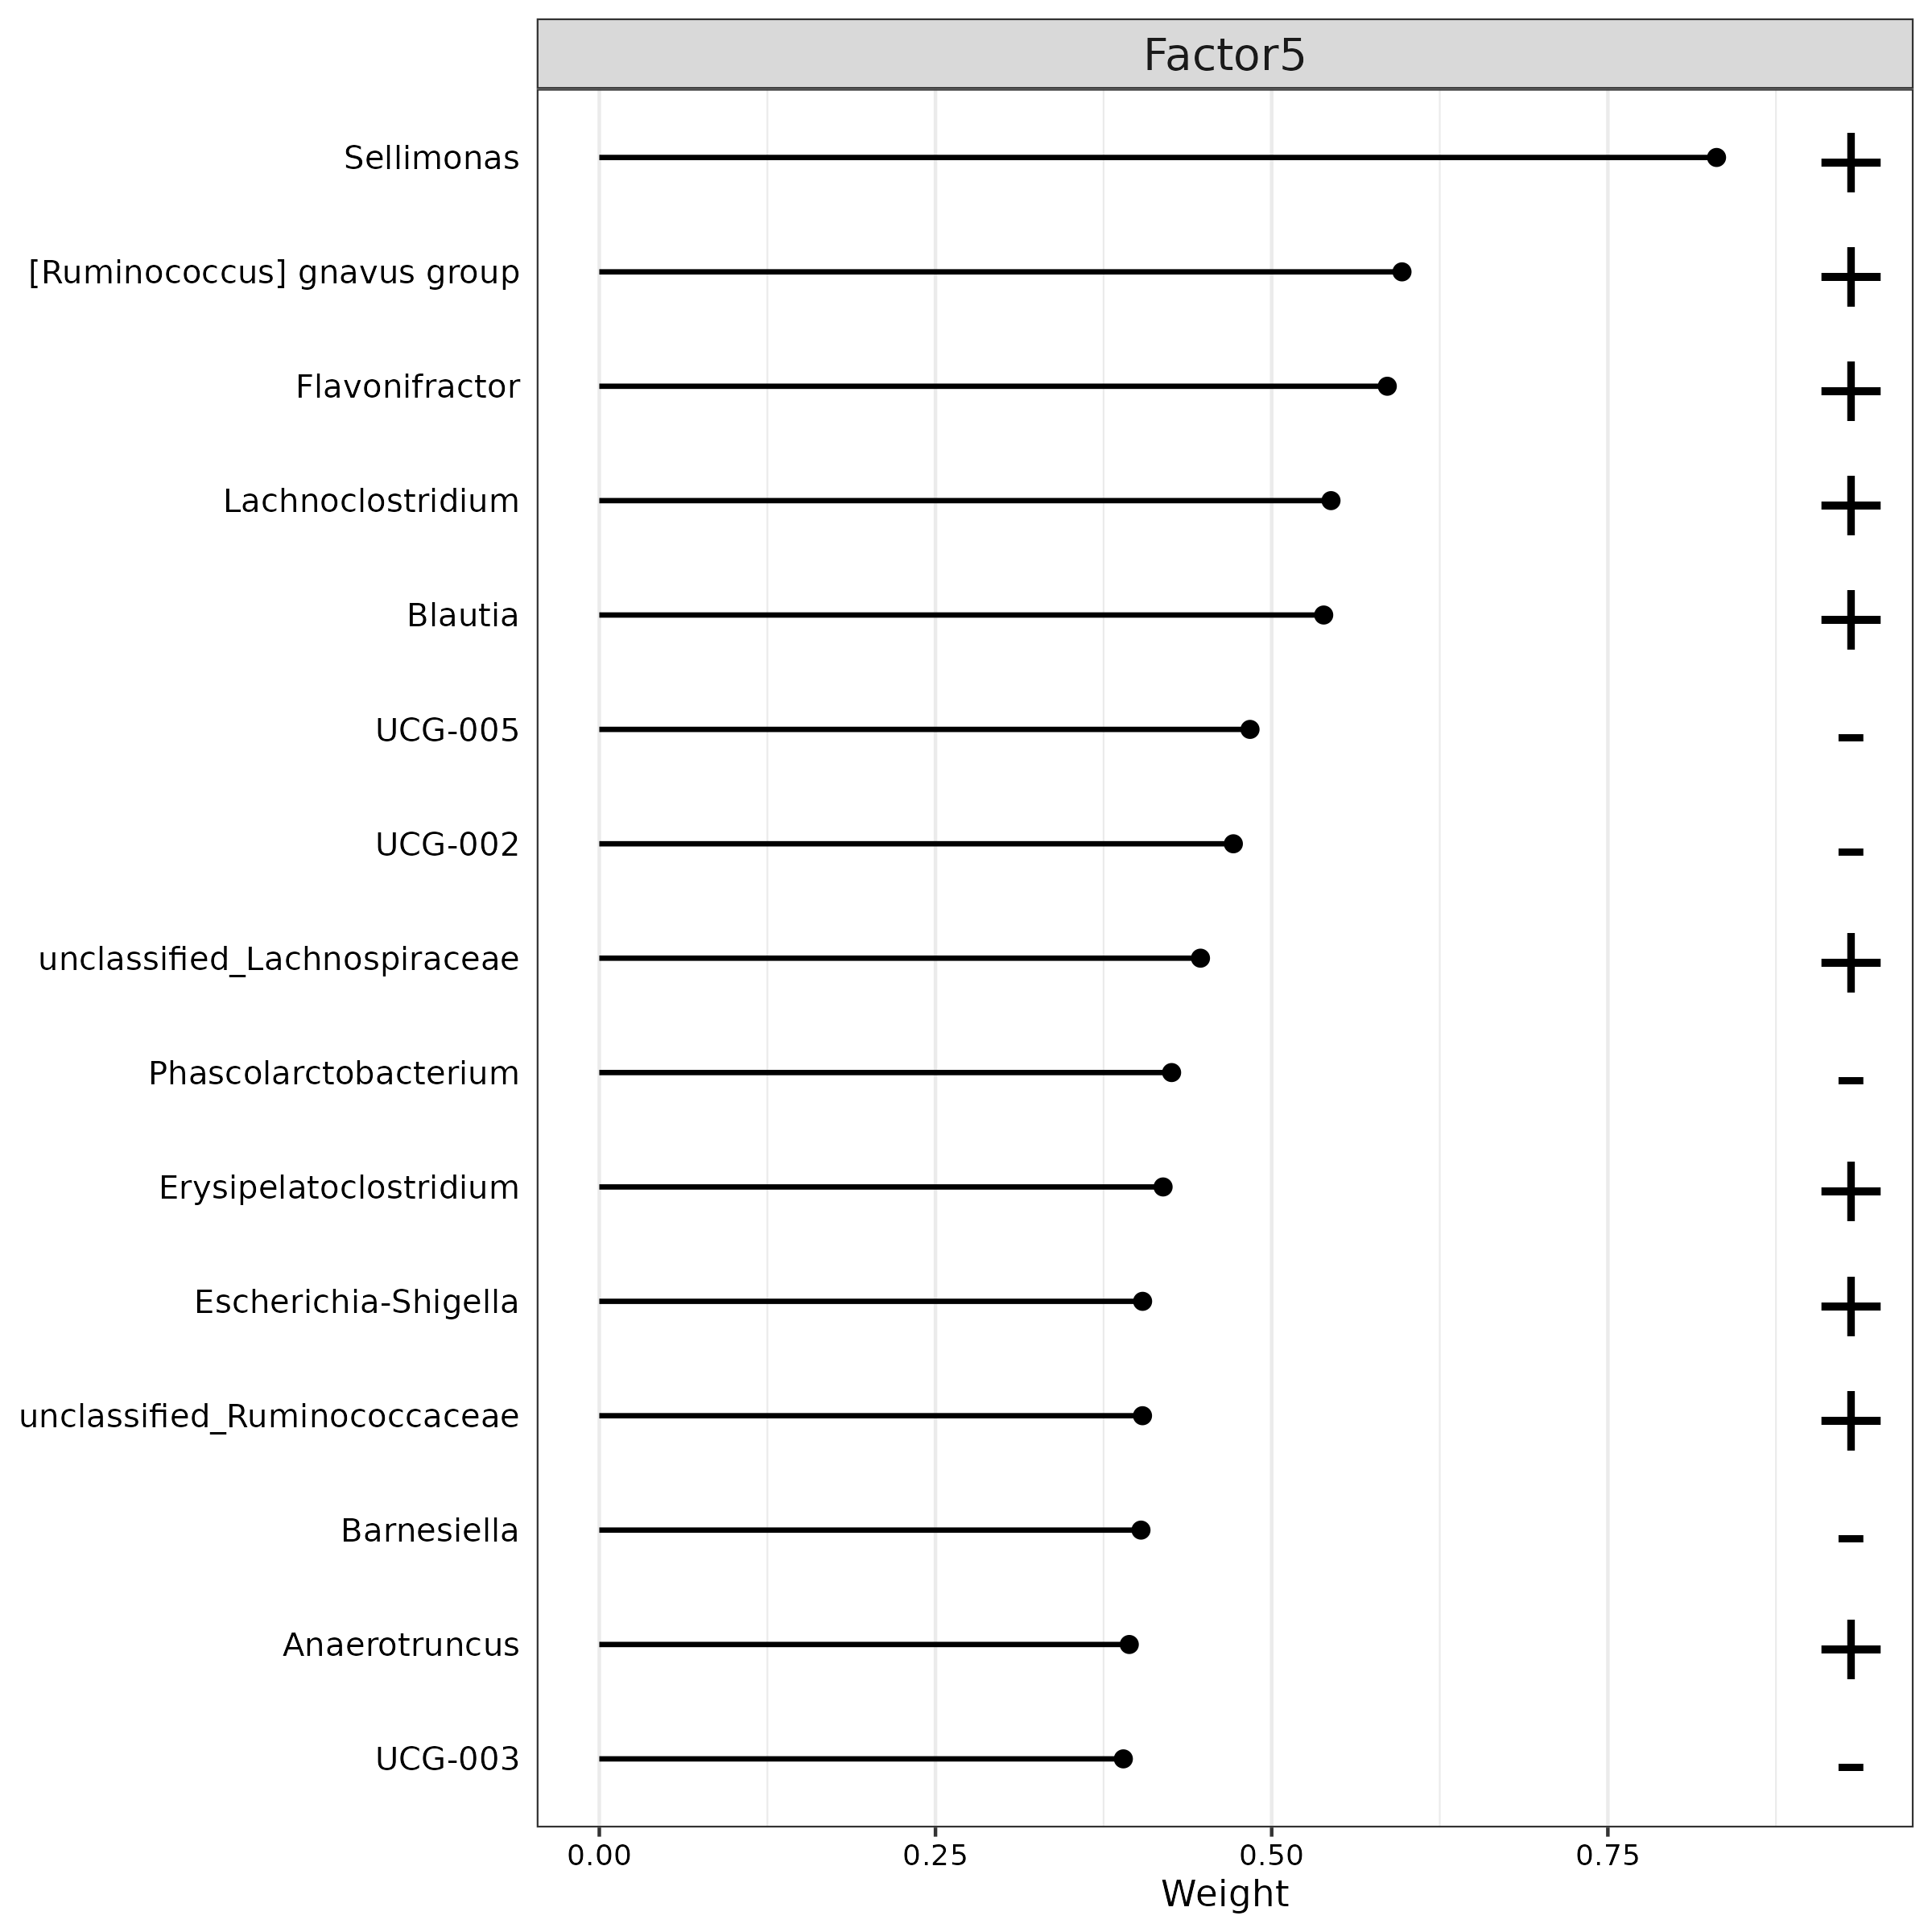 Factor5
Sellimonas +
[Ruminococcus] gnavus group +
Flavonifractor +
Lachnoclostridium +
Blautia +
UCG-005 -
UCG-002 -
unclassified_Lachnospiraceae +
Phascolarctobacterium -
Erysipelatoclostridium +
Escherichia-Shigella +
unclassified_Ruminococcaceae +
Barnesiella -
Anaerotruncus +
UCG-003 -
0.00 0.25 0.50 0.75
Weight